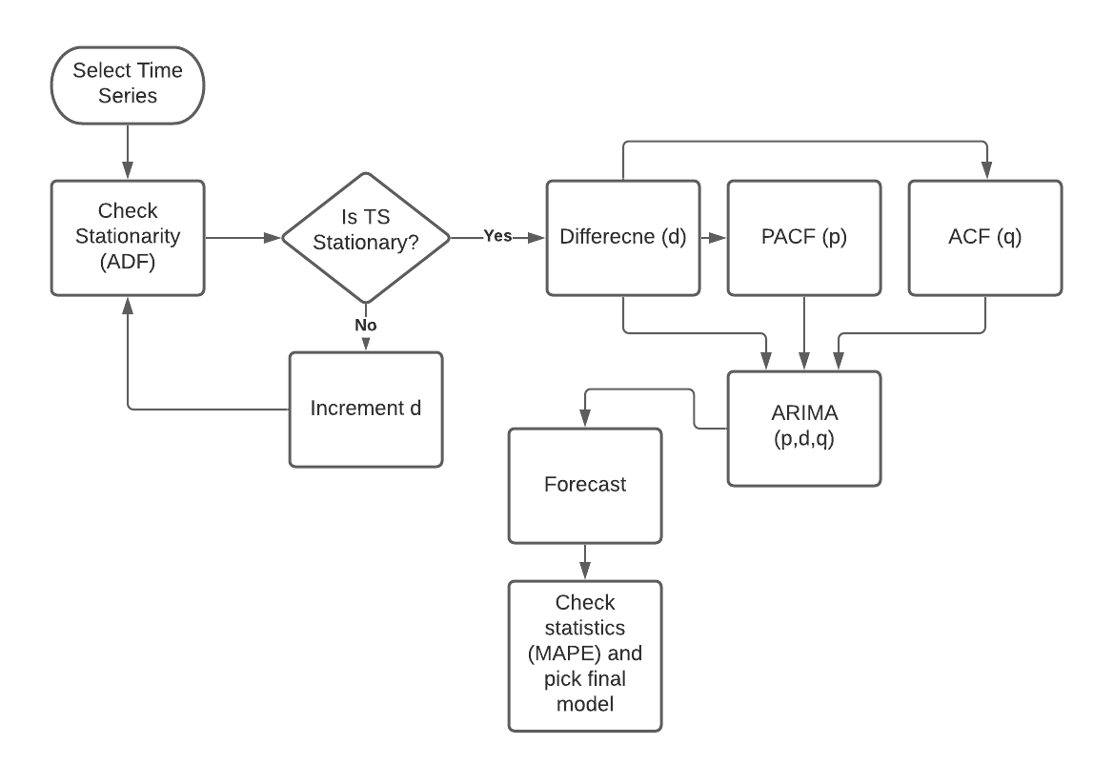 Select Time
Series
Check
Stationarity
(ADF)
Is TS
Stationary?
Yes
No
Increment d
Differecne (d)
PACF (p)
ACF (q)
ARIMA
(p,d,q)
Forecast
Check
statistics
(MAPE) and
pick final
model